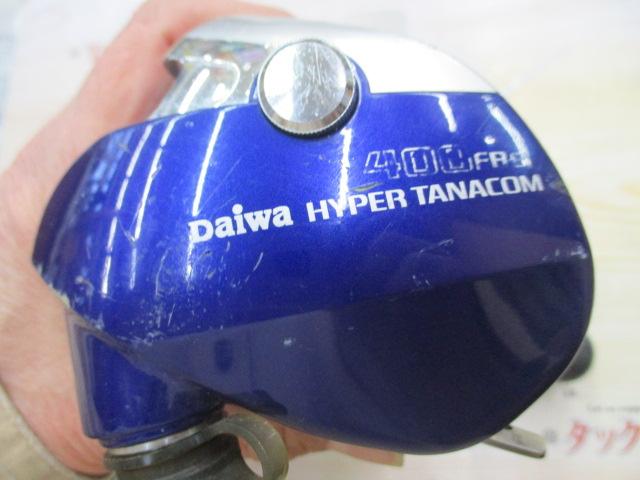 400FBe
Daiwa HYPER TANACOM
タック